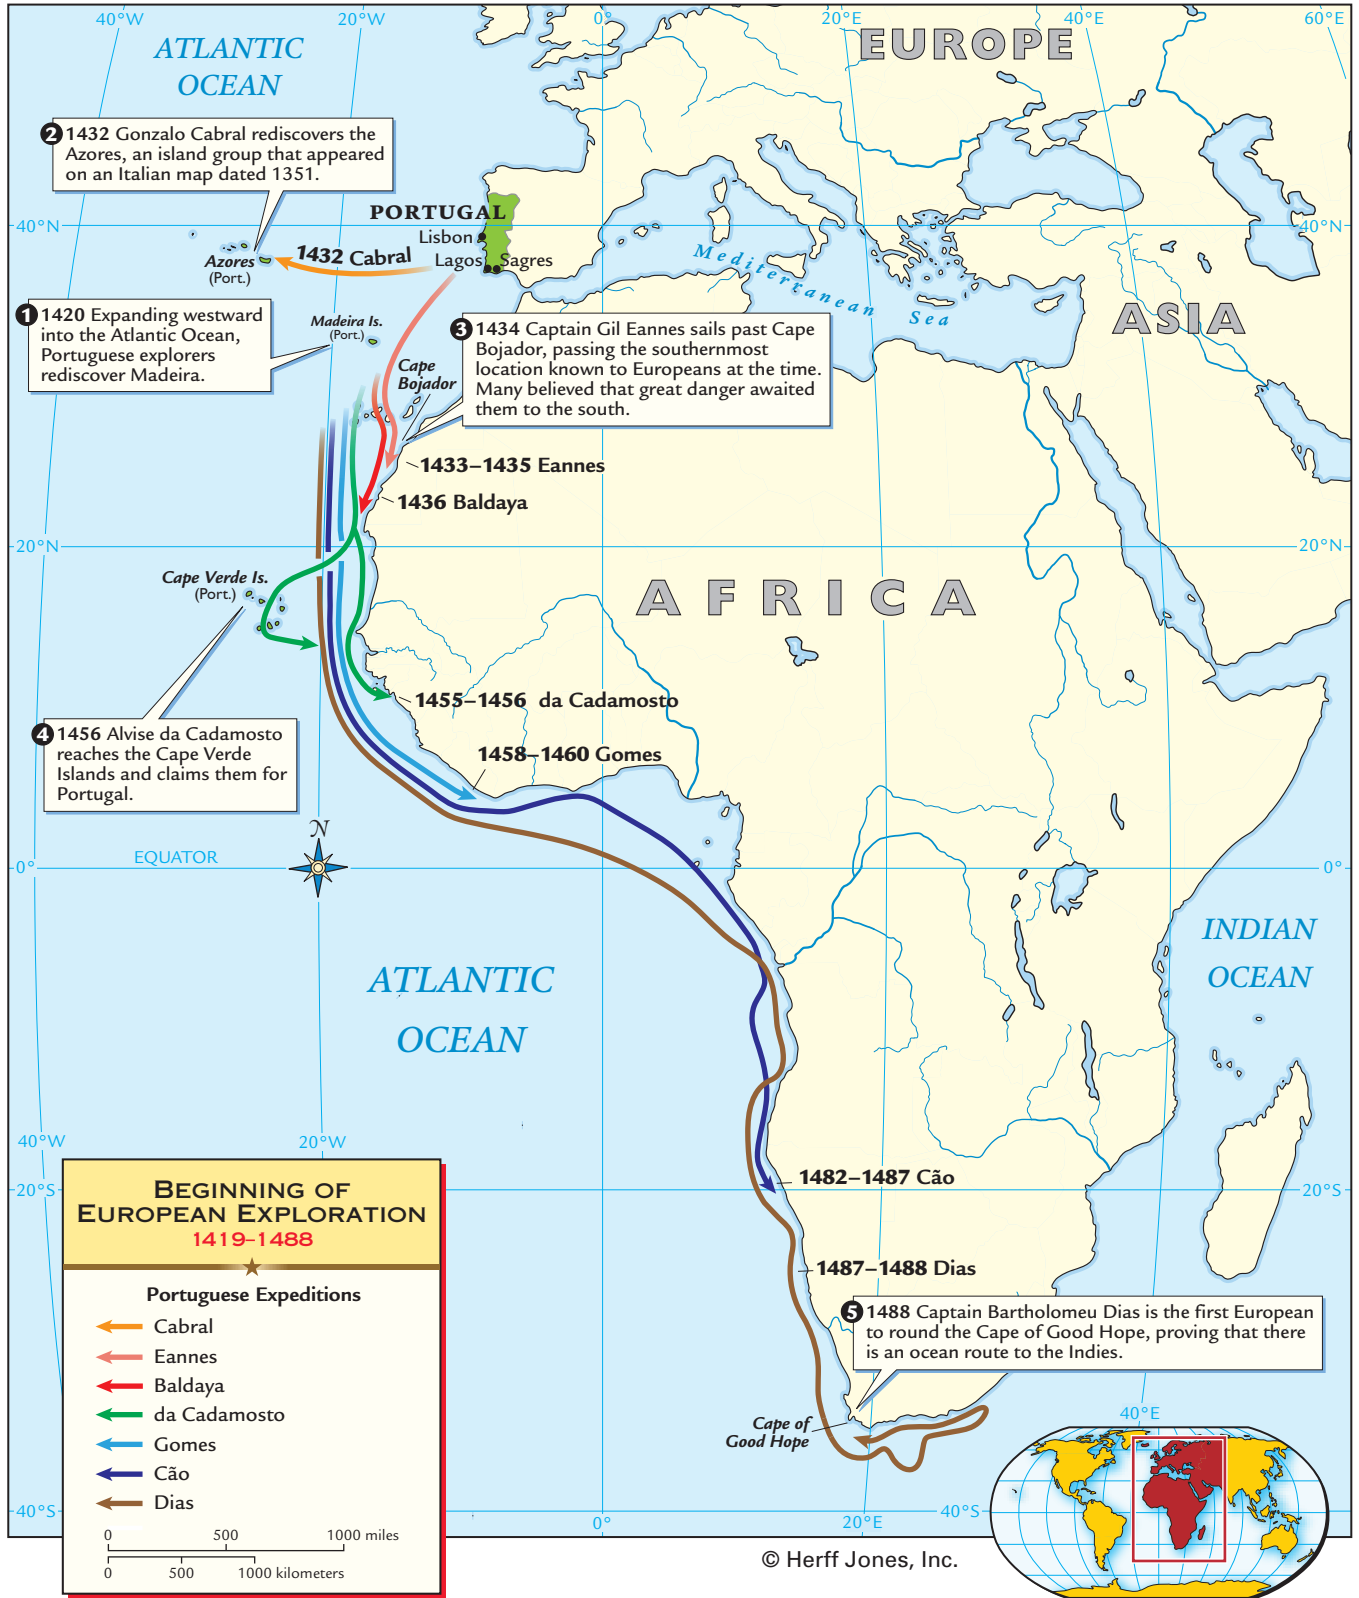 40°W
20°W
0°
20°E
40°E
60°E
ATLANTIC
OCEAN
EUROPE
2 1432 Gonzalo Cabral rediscovers the
Azores, an island group that appeared
on an Italian map dated 1351.
PORTUGAL
40°N
40°N
Lisbon
1432 Cabral
Lagos
Sagres
Azores
(Port.)
Mediterranean Sea
ASIA
1 1420 Expanding westward
into the Atlantic Ocean,
Portuguese explorers
rediscover Madeira.
Madeira Is.
(Port.)
3 1434 Captain Gil Eannes sails past Cape
Bojador, passing the southernmost
location known to Europeans at the time.
Many believed that great danger awaited
them to the south.
Cape
Bojador
1433–1435 Eannes
1436 Baldaya
20°N
20°N
Cape Verde Is.
(Port.)
AFRICA
1455–1456 da Cadamosto
4 1456 Alvise da Cadamosto
reaches the Cape Verde
Islands and claims them for
Portugal.
1458–1460 Gomes
N
EQUATOR
0°
0°
INDIAN
OCEAN
ATLANTIC
OCEAN
40°W
20°W
1482–1487 Cão
20°S
20°S
1487–1488 Dias
5 1488 Captain Bartholomeu Dias is the first European
to round the Cape of Good Hope, proving that there
is an ocean route to the Indies.
Cape of
Good Hope
40°E
40°S
40°S
0°
20°E
BEGINNING OF
EUROPEAN EXPLORATION
1419–1488
Portuguese Expeditions
Cabral
Eannes
Baldaya
da Cadamosto
Gomes
Cão
Dias
0 500 1000 miles
0 500 1000 kilometers
© Herff Jones, Inc.